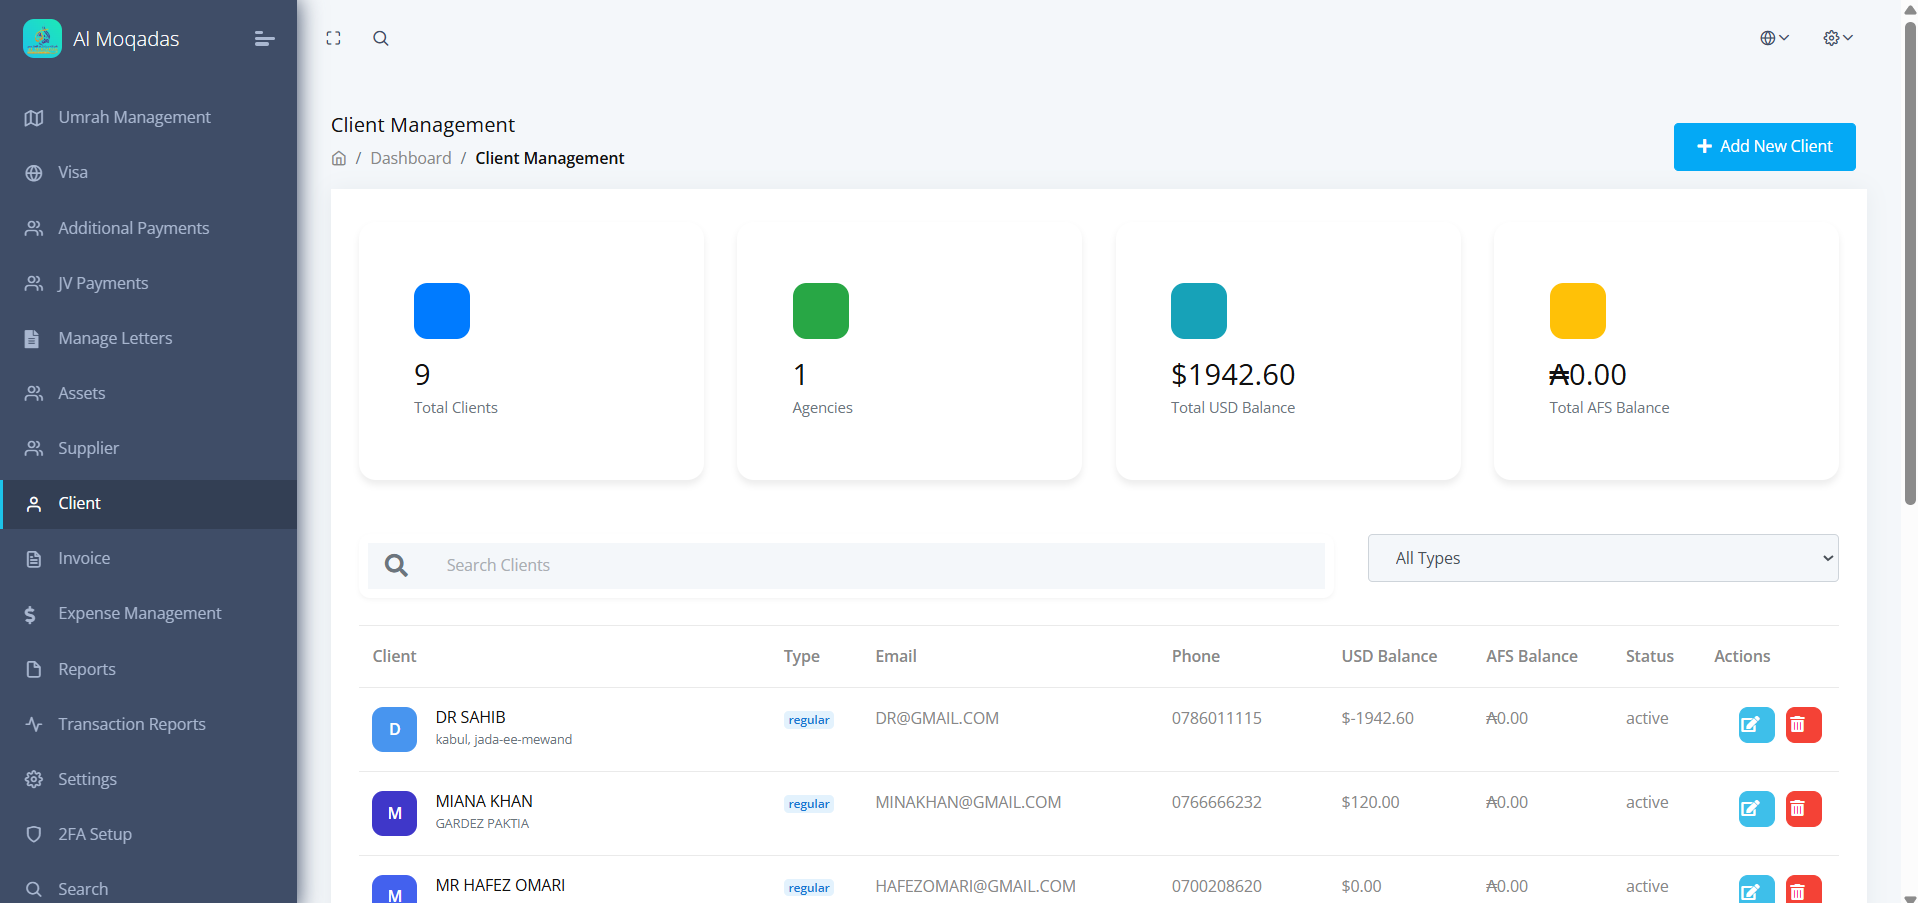 Al Moqadas
Umrah Management
Visa
Additional Payments
JV Payments
Manage Letters
Assets
Supplier
Client
Invoice
Expense Management
Reports
Transaction Reports
Settings
2FA Setup
Search
Client Management
/ Dashboard / Client Management
Add New Client
9
Total Clients
1
Agencies
$1942.60
Total USD Balance
₳0.00
Total AFS Balance
Search Clients
All Types
Client Type Email Phone USD Balance AFS Balance Status Actions
D DR SAHIB regular DR@GMAIL.COM 0786011115 $-1942.60 ₳0.00 active
kabul, jada-ee-mewand
M MIANA KHAN regular MINAKHAN@GMAIL.COM 0766666232 $120.00 ₳0.00 active
GARDEZ PAKTIA
M MR HAFEZ OMARI regular HAFEZOMARI@GMAIL.COM 0700208620 $0.00 ₳0.00 active